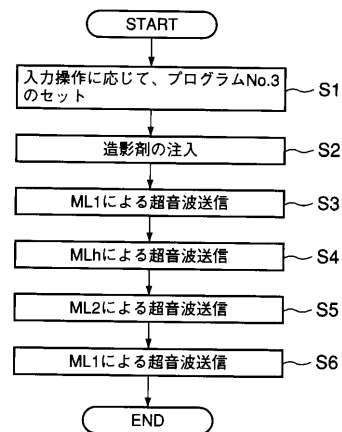 START
入力操作に応じて、プログラムNo.3
のセット
S1
造影剤の注入
S2
ML1による超音波送信
S3
MLhによる超音波送信
S4
ML2による超音波送信
S5
ML1による超音波送信
S6
END